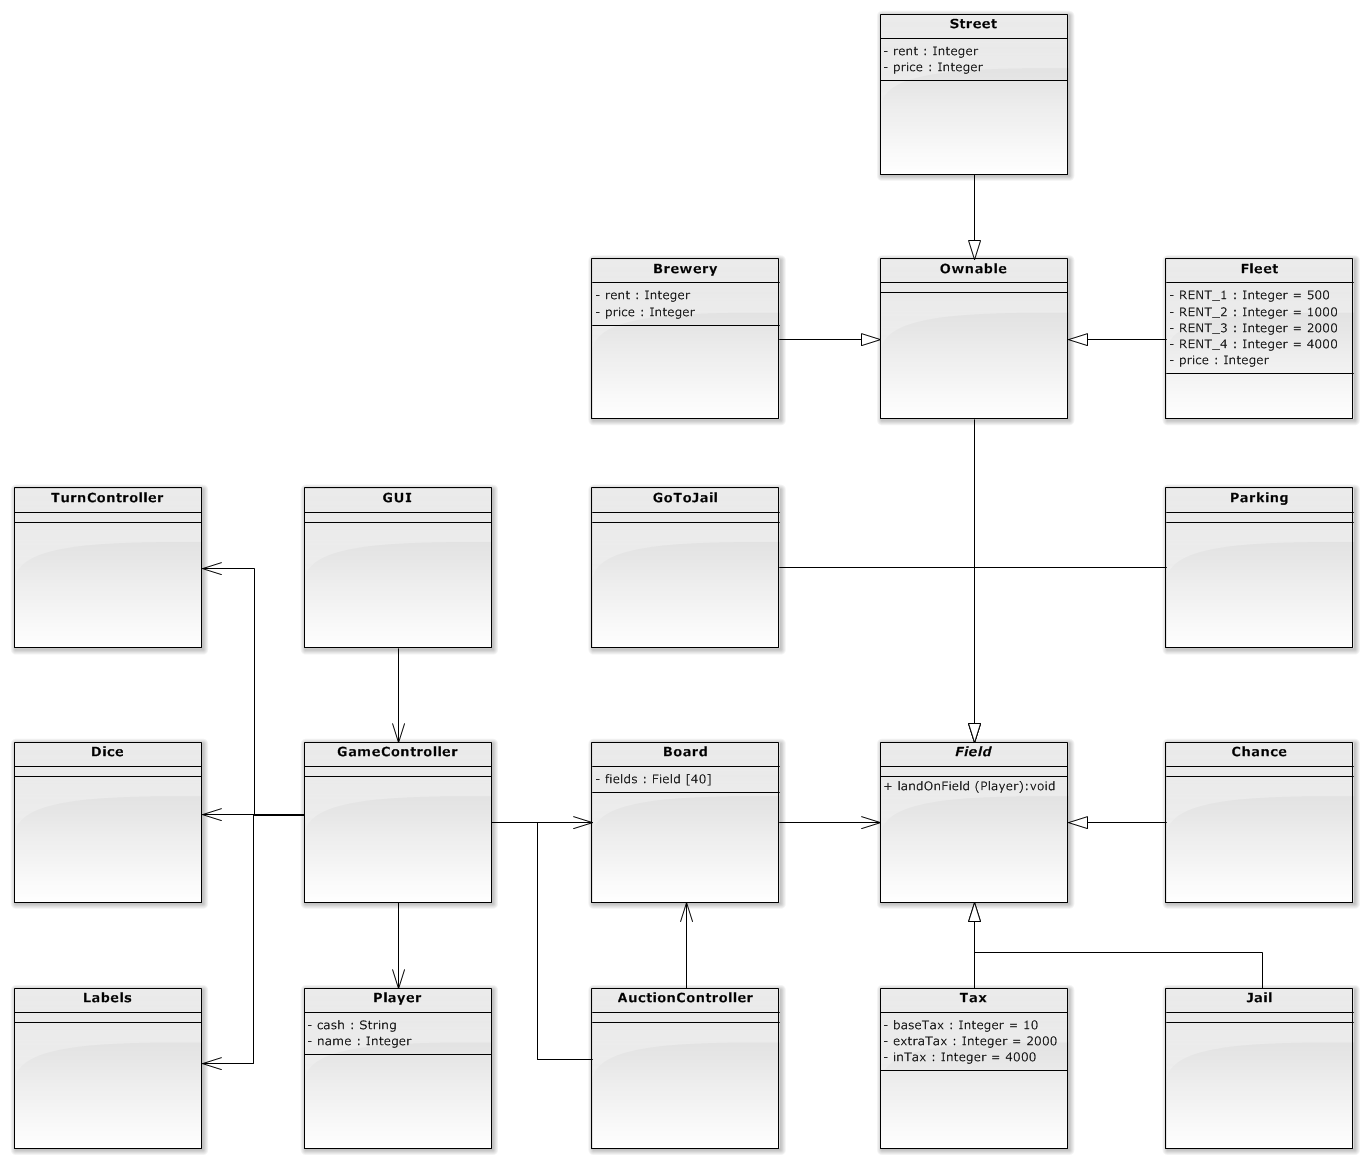 Street
- rent : Integer
- price : Integer
Brewery
- rent : Integer
- price : Integer
Ownable
Fleet
- RENT_1 : Integer = 500
- RENT_2 : Integer = 1000
- RENT_3 : Integer = 2000
- RENT_4 : Integer = 4000
- price : Integer
TurnController
GUI
GoToJail
Parking
Dice
GameController
Board
- fields : Field [40]
Field
+ landOnField (Player):void
Chance
Labels
Player
- cash : String
- name : Integer
AuctionController
Tax
- baseTax : Integer = 10
- extraTax : Integer = 2000
- inTax : Integer = 4000
Jail